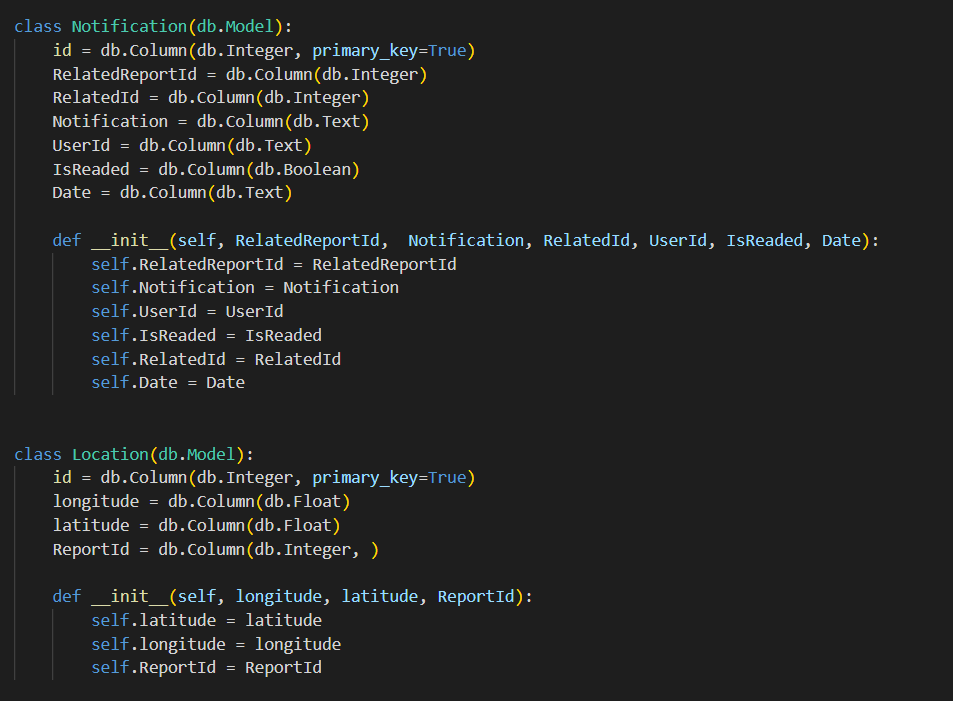 class Notification(db.Model):
    id = db.Column(db.Integer, primary_key=True)
    RelatedReportId = db.Column(db.Integer)
    RelatedId = db.Column(db.Integer)
    Notification = db.Column(db.Text)
    UserId = db.Column(db.Text)
    IsReaded = db.Column(db.Boolean)
    Date = db.Column(db.Text)

    def __init__(self, RelatedReportId,  Notification, RelatedId, UserId, IsReaded, Date):
        self.RelatedReportId = RelatedReportId
        self.Notification = Notification
        self.UserId = UserId
        self.IsReaded = IsReaded
        self.RelatedId = RelatedId
        self.Date = Date


class Location(db.Model):
    id = db.Column(db.Integer, primary_key=True)
    longitude = db.Column(db.Float)
    latitude = db.Column(db.Float)
    ReportId = db.Column(db.Integer, )

    def __init__(self, longitude, latitude, ReportId):
        self.latitude = latitude
        self.longitude = longitude
        self.ReportId = ReportId